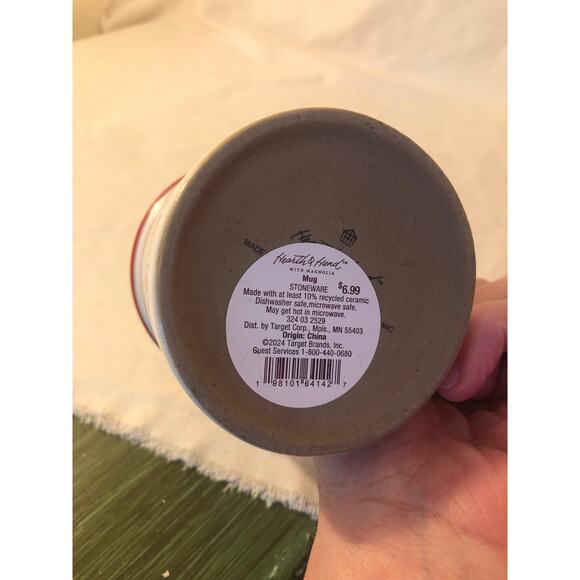 MADE
Hearth & Hand™
WITH MAGNOLIA
Mug
STONEWARE $6.99
Made with at least 10% recycled ceramic
Dishwasher safe,microwave safe.
May get hot in microwave.
324 03 2529
Dist. by Target Corp., Mpls., MN 55403
Origin: China
©2024 Target Brands, Inc.
Guest Services 1-800-440-0680
1 98101 64142 7